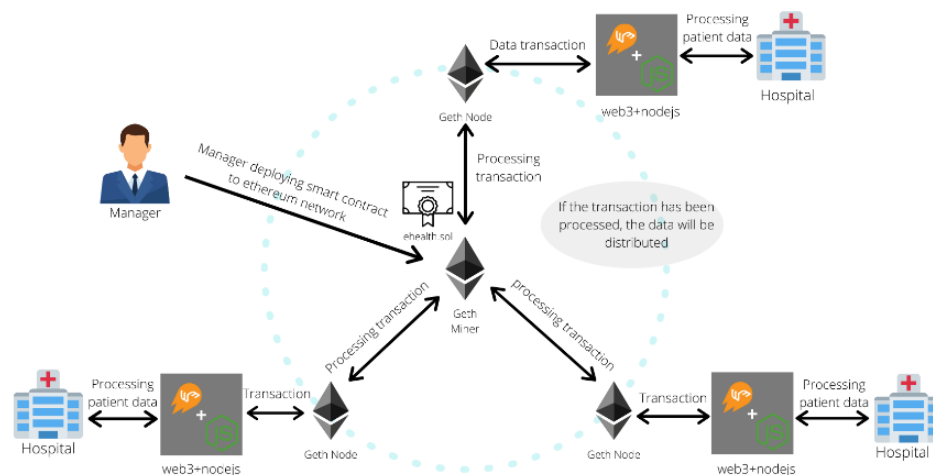 Data transaction
Processing
patient data
Hospital
web3+nodejs
Geth Node
Manager deploying smart contract
to ethereum network
Manager
Processing
transaction
ehealth.sol
If the transaction has been
processed, the data will be
distributed
Geth
Miner
Processing transaction
processing transaction
Processing
patient data
Transaction
Hospital
web3+nodejs
Geth Node
Geth Node
Transaction
Processing
patient data
web3+nodejs
Hospital